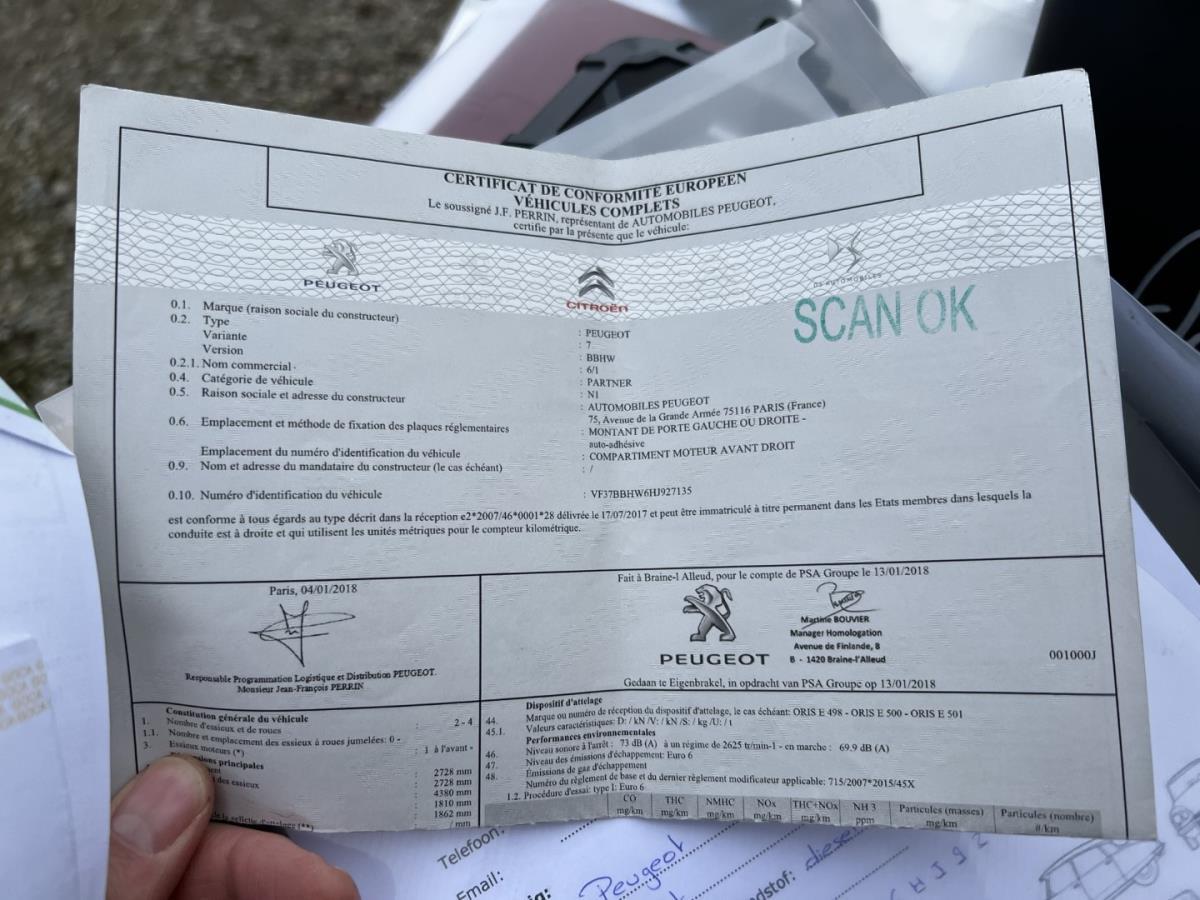 CERTIFICAT DE CONFORMITE EUROPEEN
VÉHICULES COMPLETS
Le soussigné J.F. PERRIN, représentant de AUTOMOBILES PEUGEOT,
certifie par la présente que le véhicule:
PEUGEOT
CITROËN
DS AUTOMOBILES
SCAN OK
0.1. Marque (raison sociale du constructeur) : PEUGEOT
0.2. Type : 7
Variante : BBHW
Version : 6/1
0.2.1. Nom commercial : PARTNER
0.4. Catégorie de véhicule : N1
0.5. Raison sociale et adresse du constructeur : AUTOMOBILES PEUGEOT
75, Avenue de la Grande Armée 75116 PARIS (France)
0.6. Emplacement et méthode de fixation des plaques réglementaires : MONTANT DE PORTE GAUCHE OU DROITE -
auto-adhésive
Emplacement du numéro d'identification du véhicule : COMPARTIMENT MOTEUR AVANT DROIT
0.9. Nom et adresse du mandataire du constructeur (le cas échéant) : /
0.10. Numéro d'identification du véhicule : VF37BBHW6HJ927135
est conforme à tous égards au type décrit dans la réception e2*2007/46*0001*28 délivrée le 17/07/2017 et peut être immatriculé à titre permanent dans les Etats membres dans lesquels la
conduite est à droite et qui utilisent les unités métriques pour le compteur kilométrique.
Paris, 04/01/2018
Responsable Programmation Logistique et Distribution PEUGEOT.
Monsieur Jean-François PERRIN
Fait à Braine-l Alleud, pour le compte de PSA Groupe le 13/01/2018
PEUGEOT
Martine BOUVIER
Manager Homologation
Avenue de Finlande, 8
B - 1420 Braine-l'Alleud
001000J
Gedaan te Eigenbrakel, in opdracht van PSA Groupe op 13/01/2018
Constitution générale du véhicule
1. Nombre d'essieux et de roues 2 - 4
1.1. Nombre et emplacement des essieux à roues jumelées: 0 -
3. Essieux moteurs (*) : 1 à l'avant -
principales
: 2728 mm
des essieux : 2728 mm
: 4380 mm
: 1810 mm
: 1862 mm
(**) : mm
Dispositif d'attelage
44. Marque ou numéro de réception du dispositif d'attelage, le cas échéant: ORIS E 498 - ORIS E 500 - ORIS E 501
45.1. Valeurs caractéristiques: D: / kN /V: / kN /S: / kg /U: / t
Performances environnementales
46. Niveau sonore à l'arrêt : 73 dB (A) à un régime de 2625 tr/min-1 - en marche : 69.9 dB (A)
47. Niveau des émissions d'échappement: Euro 6
48. Émissions de gaz d'échappement
Numéro du règlement de base et du dernier règlement modificateur applicable: 715/2007*2015/45X
1.2. Procédure d'essai: type I: Euro 6
CO THC NMHC NOx THC+NOx NH 3 Particules (masses) Particules (nombre)
mg/km mg/km mg/km mg/km mg/km ppm mg/km #/km
Telefoon:
Email:
Peugeot
dstof: diesel